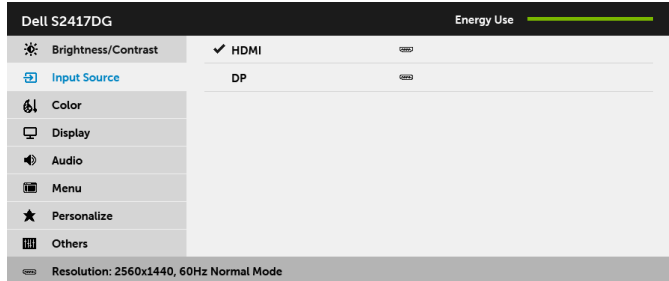 Dell S2417DG Energy Use
Brightness/Contrast
HDMI
Input Source
DP
Color
Display
Audio
Menu
Personalize
Others
Resolution: 2560x1440, 60Hz Normal Mode